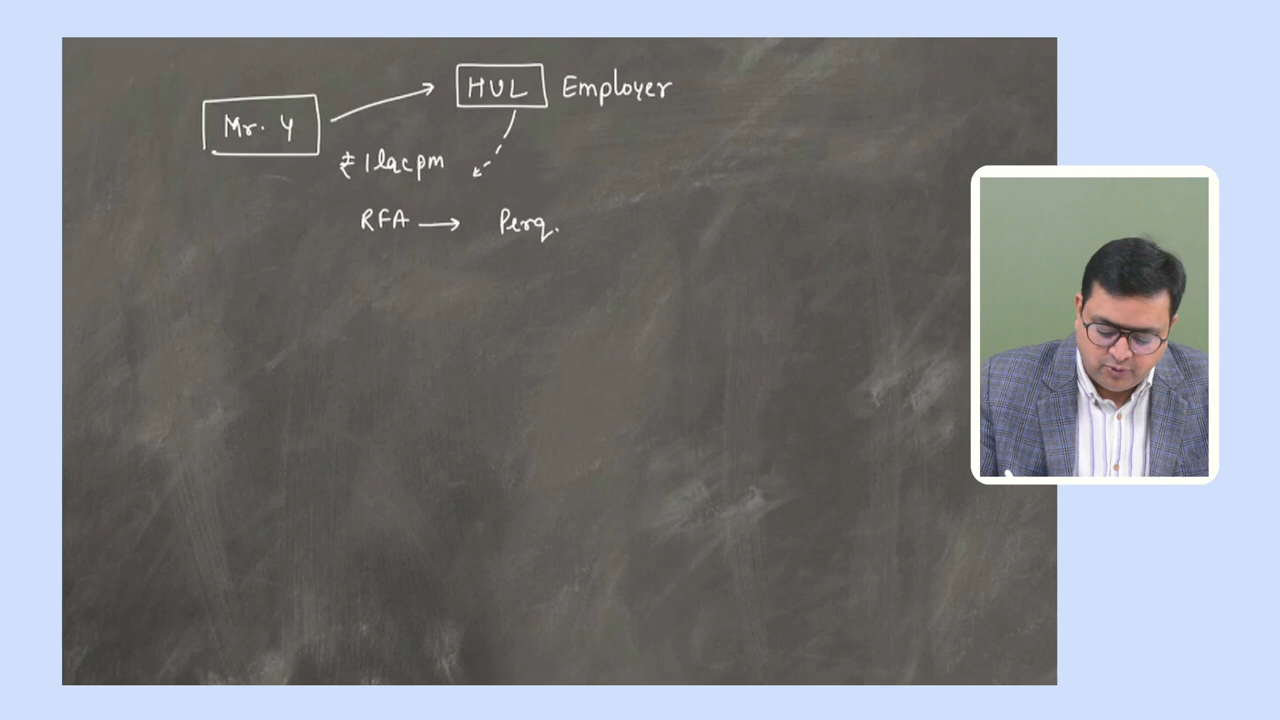 HUL Employer
Mr. Y
₹ 1 lac pm
RFA → Perq.